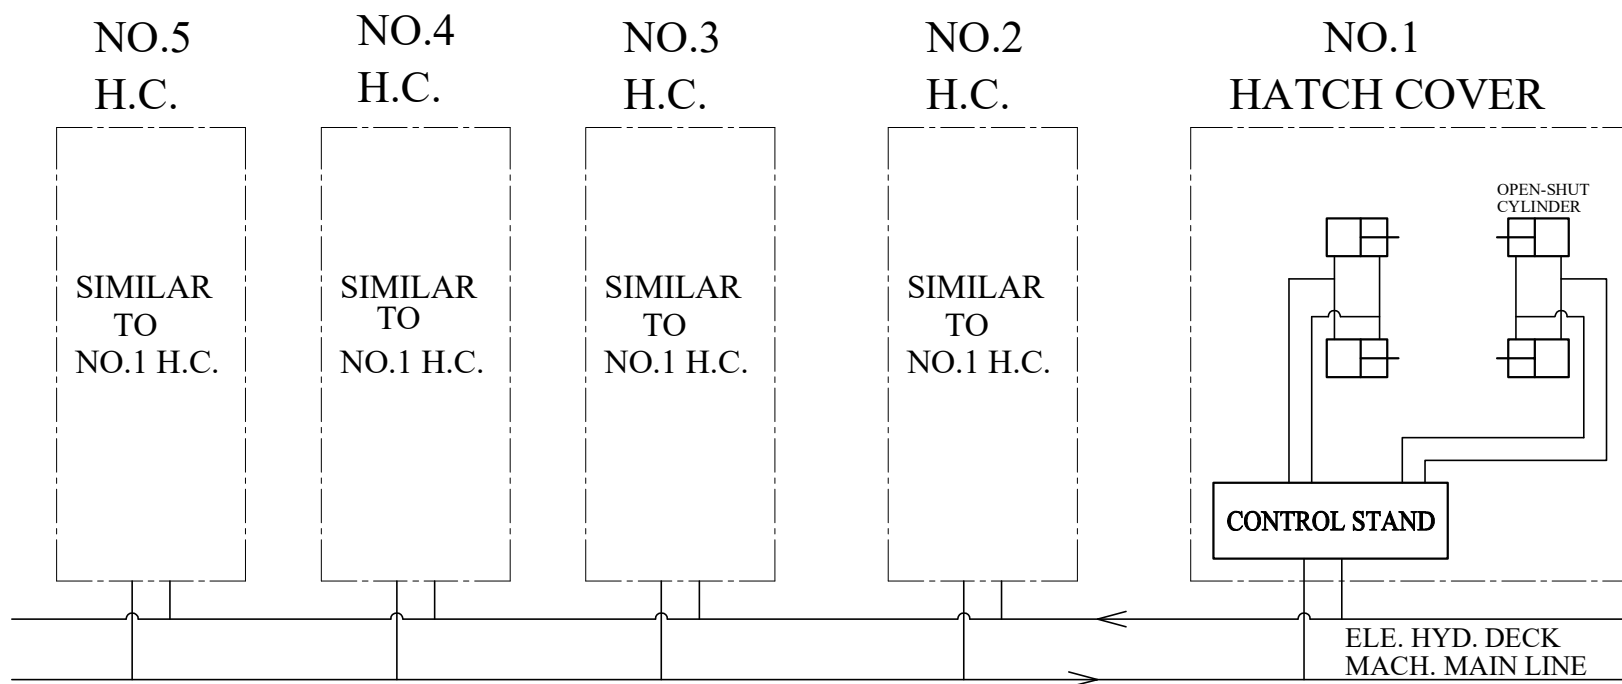 NO.5
H.C.
NO.4
H.C.
NO.3
H.C.
NO.2
H.C.
NO.1
HATCH COVER
SIMILAR
TO
NO.1 H.C.
SIMILAR
TO
NO.1 H.C.
SIMILAR
TO
NO.1 H.C.
SIMILAR
TO
NO.1 H.C.
OPEN-SHUT
CYLINDER
CONTROL STAND
ELE. HYD. DECK
MACH. MAIN LINE